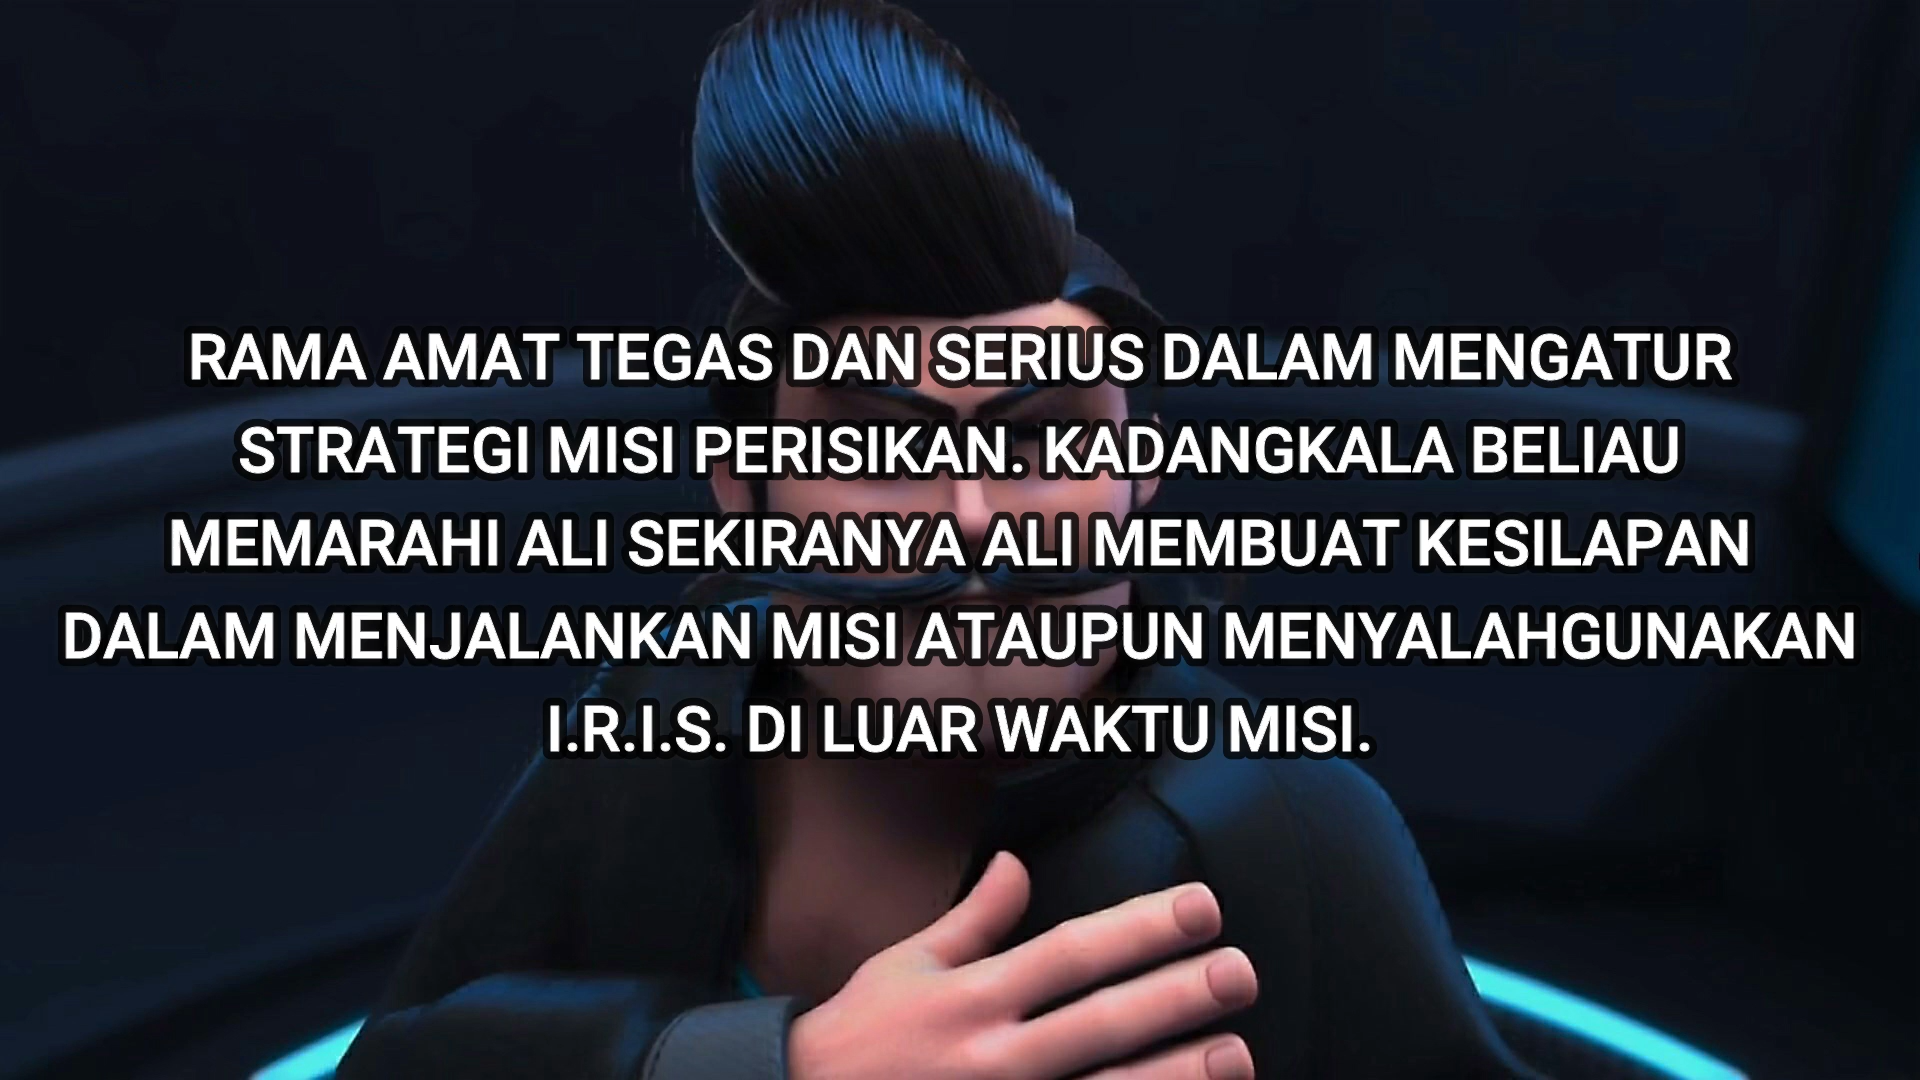 RAMA AMAT TEGAS DAN SERIUS DALAM MENGATUR
STRATEGI MISI PERISIKAN. KADANGKALA BELIAU
MEMARAHI ALI SEKIRANYA ALI MEMBUAT KESILAPAN
DALAM MENJALANKAN MISI ATAUPUN MENYALAHGUNAKAN
I.R.I.S. DI LUAR WAKTU MISI.